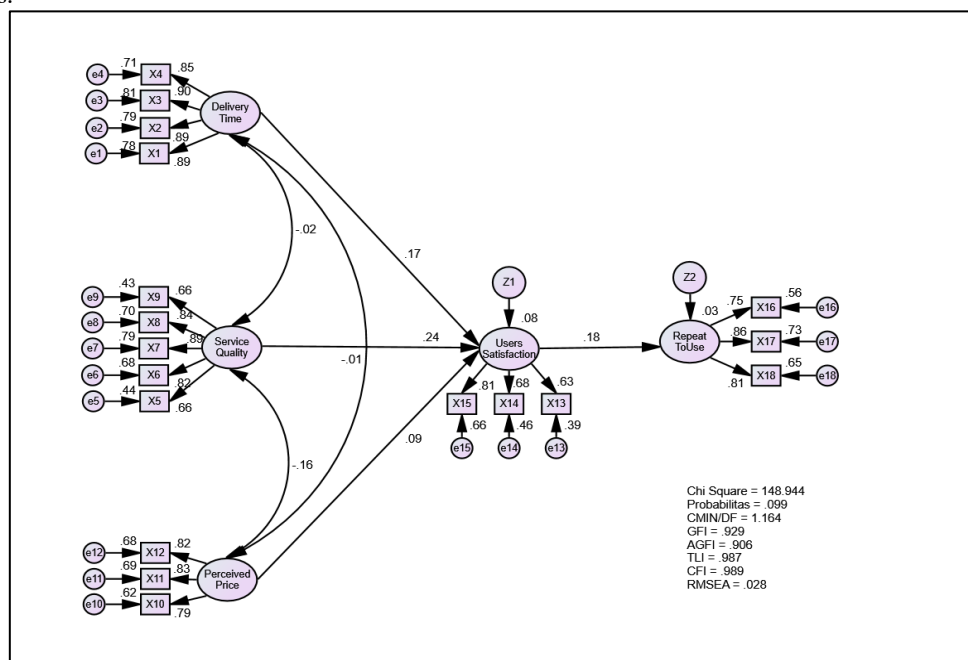 s.
.71
.85
e4
X4
.81
.90
e3
X3
Delivery
Time
.79
e2
X2
.89
.78
e1
X1
.89
-.02
.17
.43
e9
X9
.66
.70
e8
X8
.84
.79
e7
X7
.89
Service
Quality
.68
e6
X6
.82
.44
e5
X5
.66
.24
-.01
-.16
.09
.68
e12
X12
.82
.69
e11
X11
.83
Perceived
Price
.62
e10
X10
.79
Z1
.08
Users
Satisfaction
.18
.81
.68
.63
X15
X14
X13
.66
.46
.39
e15
e14
e13
Z2
.03
Repeat
ToUse
.75
X16
.56
e16
.86
X17
.73
e17
.81
X18
.65
e18
Chi Square = 148.944
Probabilitas = .099
CMIN/DF = 1.164
GFI = .929
AGFI = .906
TLI = .987
CFI = .989
RMSEA = .028